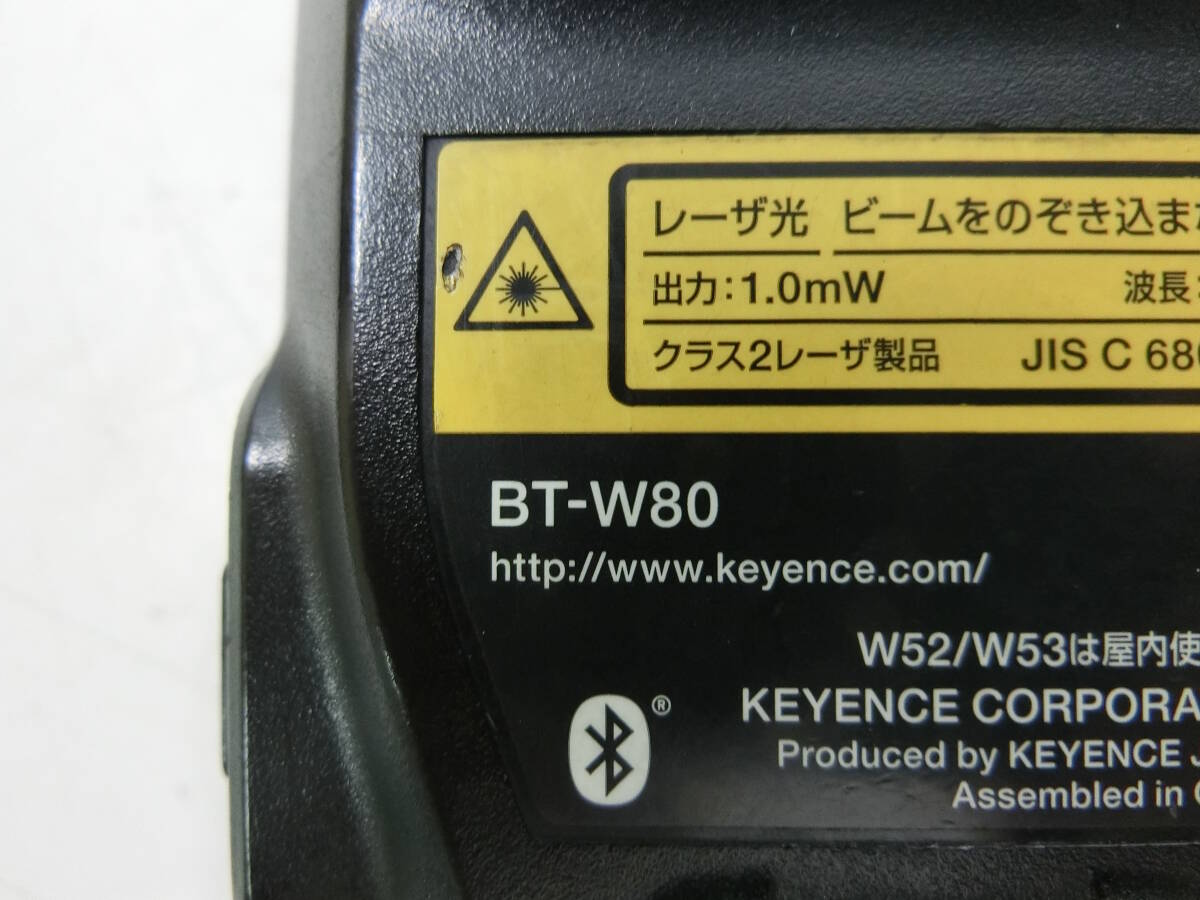 レーザ光 ビームをのぞき込ま
出力:1.0mW 波長:
クラス2レーザ製品 JIS C 680
BT-W80
http://www.keyence.com/
W52/W53は屋内使
®
KEYENCE CORPORA
Produced by KEYENCE J
Assembled in C